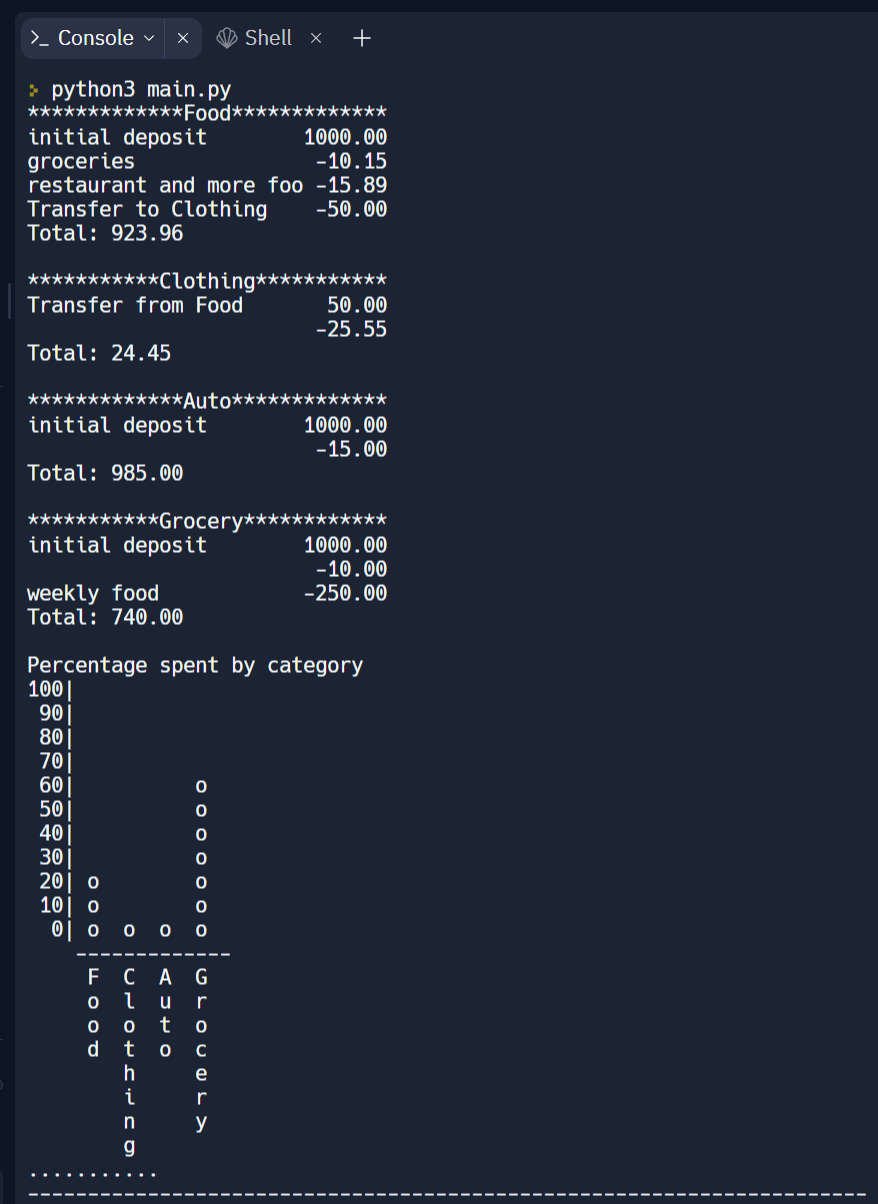 Console Shell
python3 main.py
*************Food*************
initial deposit        1000.00
groceries               -10.15
restaurant and more foo -15.89
Transfer to Clothing    -50.00
Total: 923.96

***********Clothing***********
Transfer from Food       50.00
                        -25.55
Total: 24.45

*************Auto*************
initial deposit        1000.00
                        -15.00
Total: 985.00

***********Grocery************
initial deposit        1000.00
                        -10.00
weekly food            -250.00
Total: 740.00

Percentage spent by category
100|
 90|
 80|
 70|
 60|          o
 50|          o
 40|          o
 30|          o
 20| o        o
 10| o        o
  0| o  o  o  o
    -------------
     F  C  A  G
     o  l  u  r
     o  o  t  o
     d  t  o  c
        h     e
        i     r
        n     y
        g
...........
----------------------------------------------------------------------